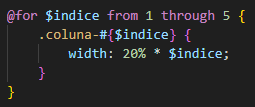 @for $indice from 1 through 5 {
    .coluna-#{$indice} {
        width: 20% * $indice;
    }
}